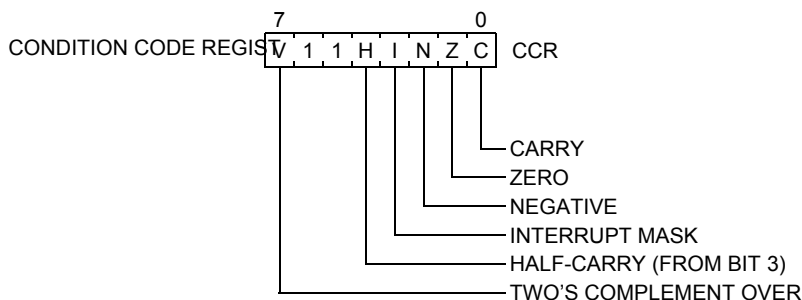 7 0
CONDITION CODE REGIST V 1 1 H I N Z C CCR
CARRY
ZERO
NEGATIVE
INTERRUPT MASK
HALF-CARRY (FROM BIT 3)
TWO'S COMPLEMENT OVER